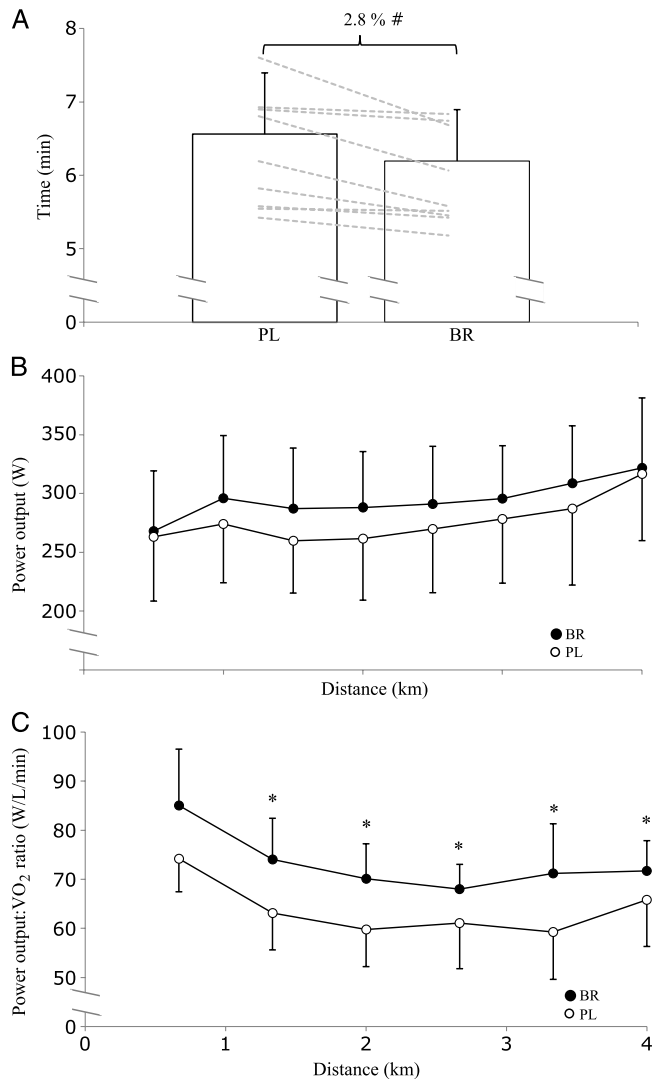 A
2.8 % #
8
7
6
5
0
Time (min)
PL BR
B
400
350
300
250
200
Power output (W)
BR
PL
Distance (km)
C
100
90
80
70
60
50
0
Power output:VO2 ratio (W/L/min)
* * * * *
BR
PL
0 1 2 3 4
Distance (km)